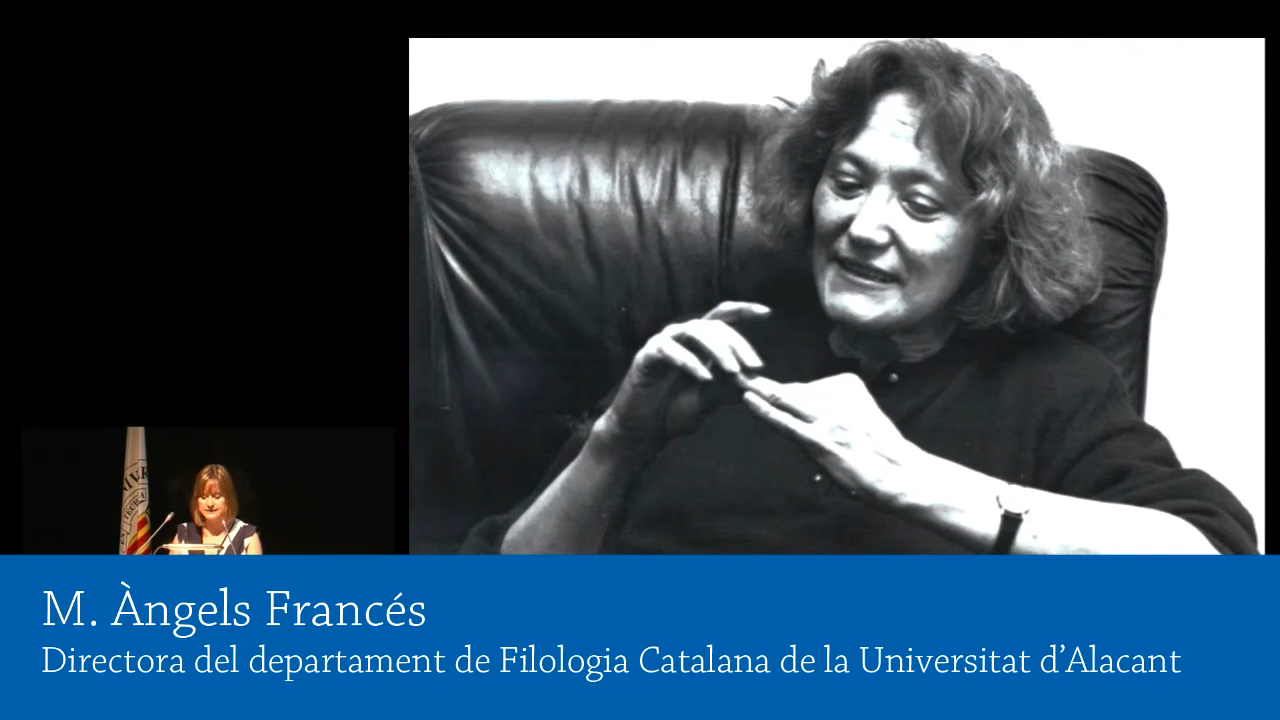 M. Àngels Francés
Directora del departament de Filologia Catalana de la Universitat d'Alacant